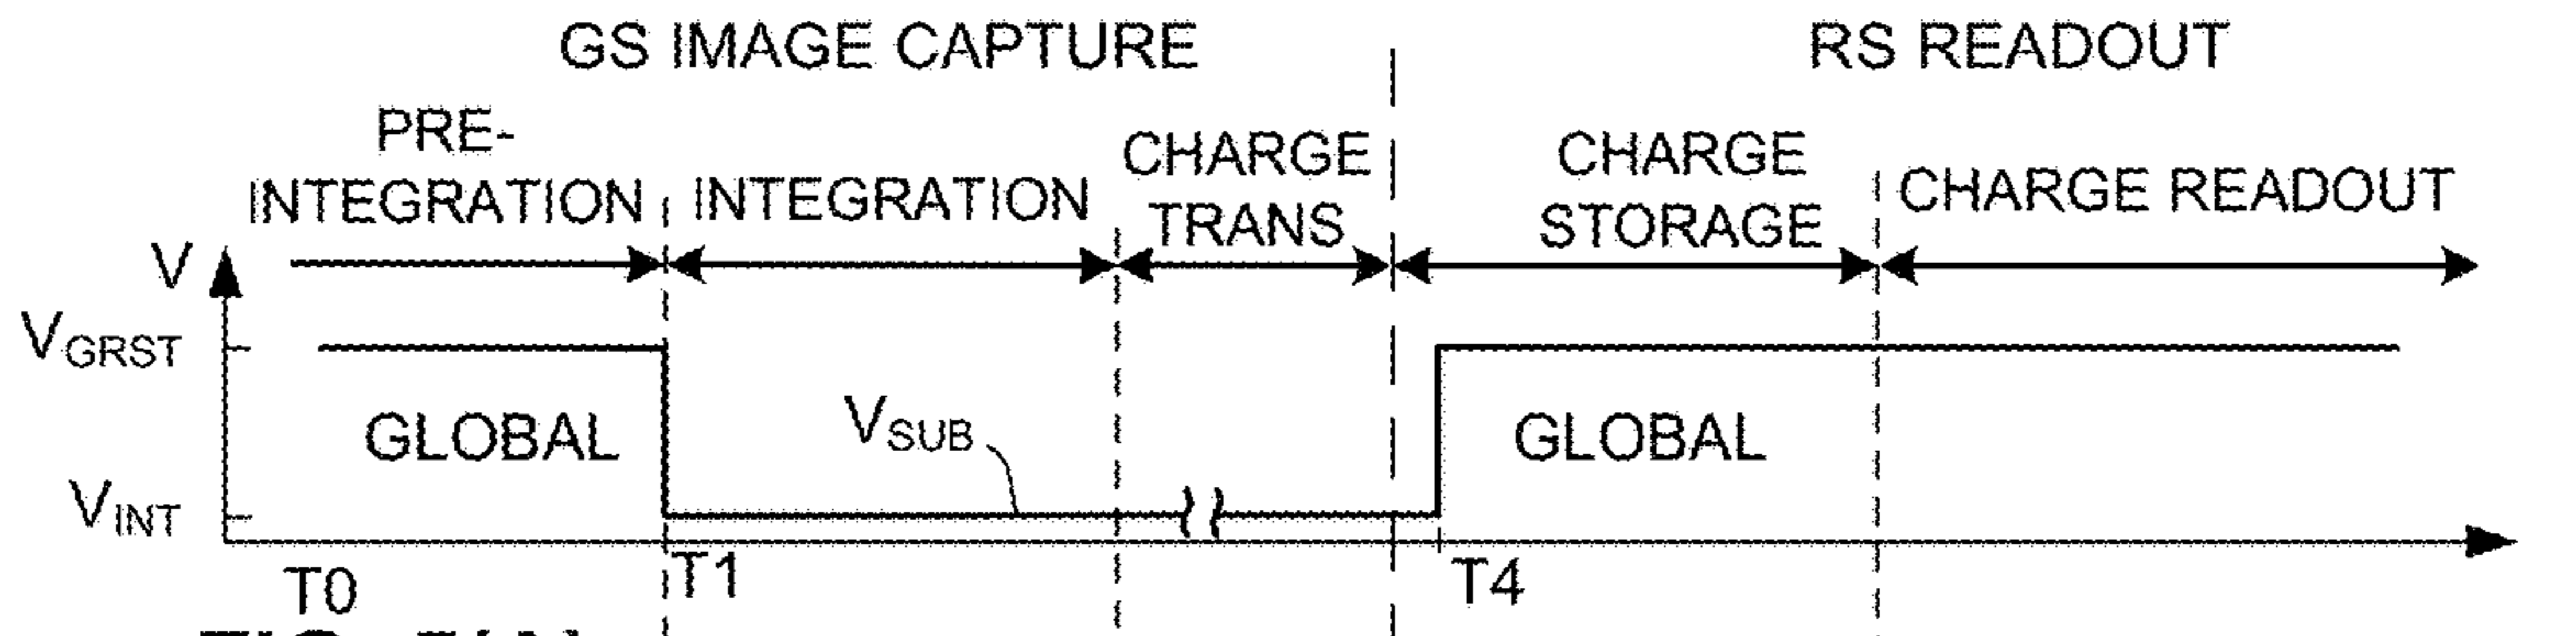 GS IMAGE CAPTURE
RS READOUT
PRE-
INTEGRATION
INTEGRATION
CHARGE
TRANS
CHARGE
STORAGE
CHARGE READOUT
V
VGRST
GLOBAL
VSUB
GLOBAL
VINT
T0
T1
T4